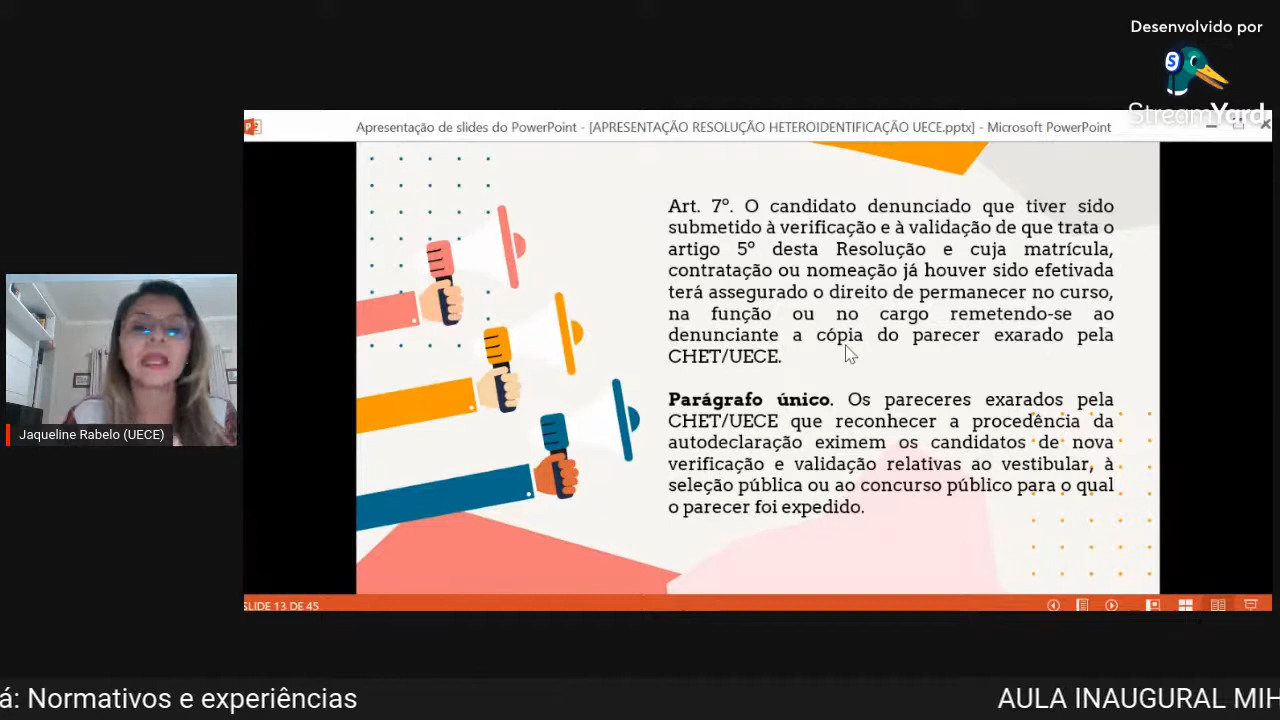 Desenvolvido por
StreamYard
Apresentação de slides do PowerPoint - [APRESENTAÇÃO RESOLUÇÃO HETEROIDENTIFICAÇÃO UECE.pptx] - Microsoft PowerPoint
Art. 7º. O candidato denunciado que tiver sido
submetido à verificação e à validação de que trata o
artigo 5º desta Resolução e cuja matrícula,
contratação ou nomeação já houver sido efetivada
terá assegurado o direito de permanecer no curso,
na função ou no cargo remetendo-se ao
denunciante a cópia do parecer exarado pela
CHET/UECE.
Parágrafo único. Os pareceres exarados pela
CHET/UECE que reconhecer a procedência da
autodeclaração eximem os candidatos de nova
verificação e validação relativas ao vestibular, à
seleção pública ou ao concurso público para o qual
o parecer foi expedido.
Jaqueline Rabelo (UECE)
SLIDE 13 DE 45
á: Normativos e experiências
AULA INAUGURAL MIH